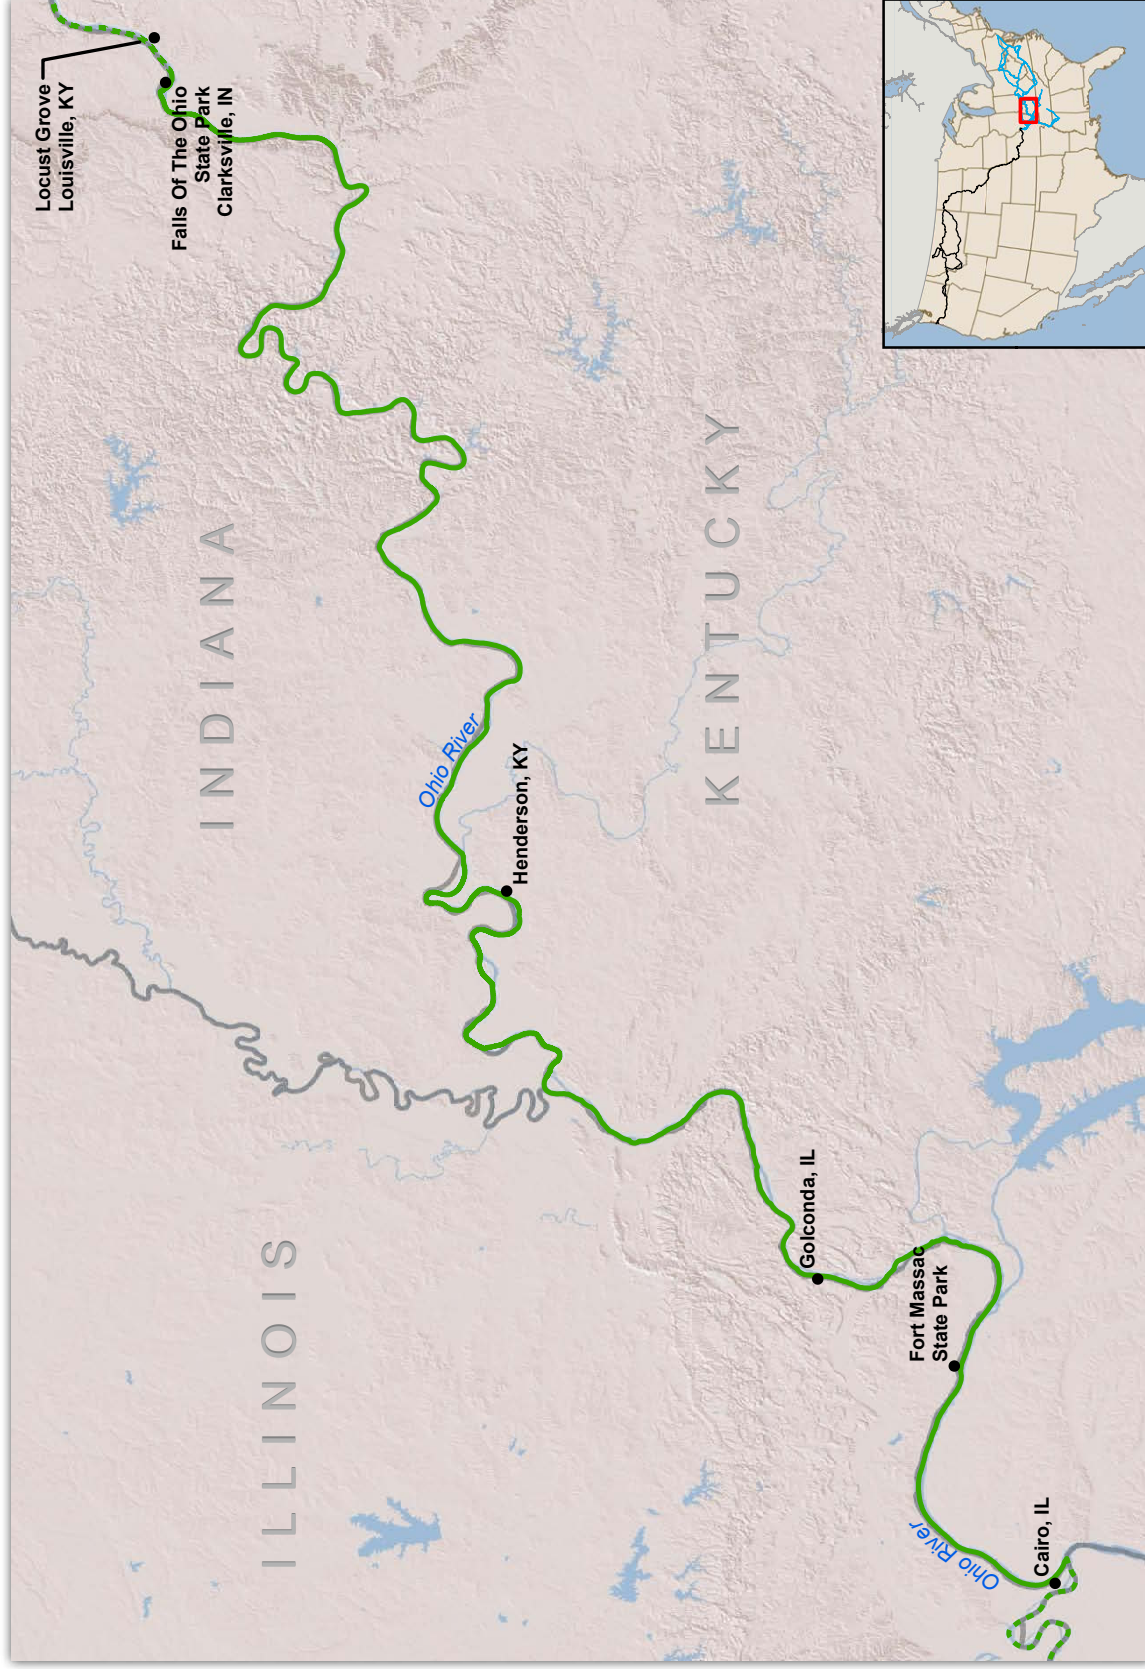 Locust Grove
Louisville, KY
Falls Of The Ohio
State Park
Clarksville, IN
INDIANA
KENTUCKY
Ohio River
Henderson, KY
ILLINOIS
Golconda, IL
Fort Massac
State Park
Ohio River
Cairo, IL